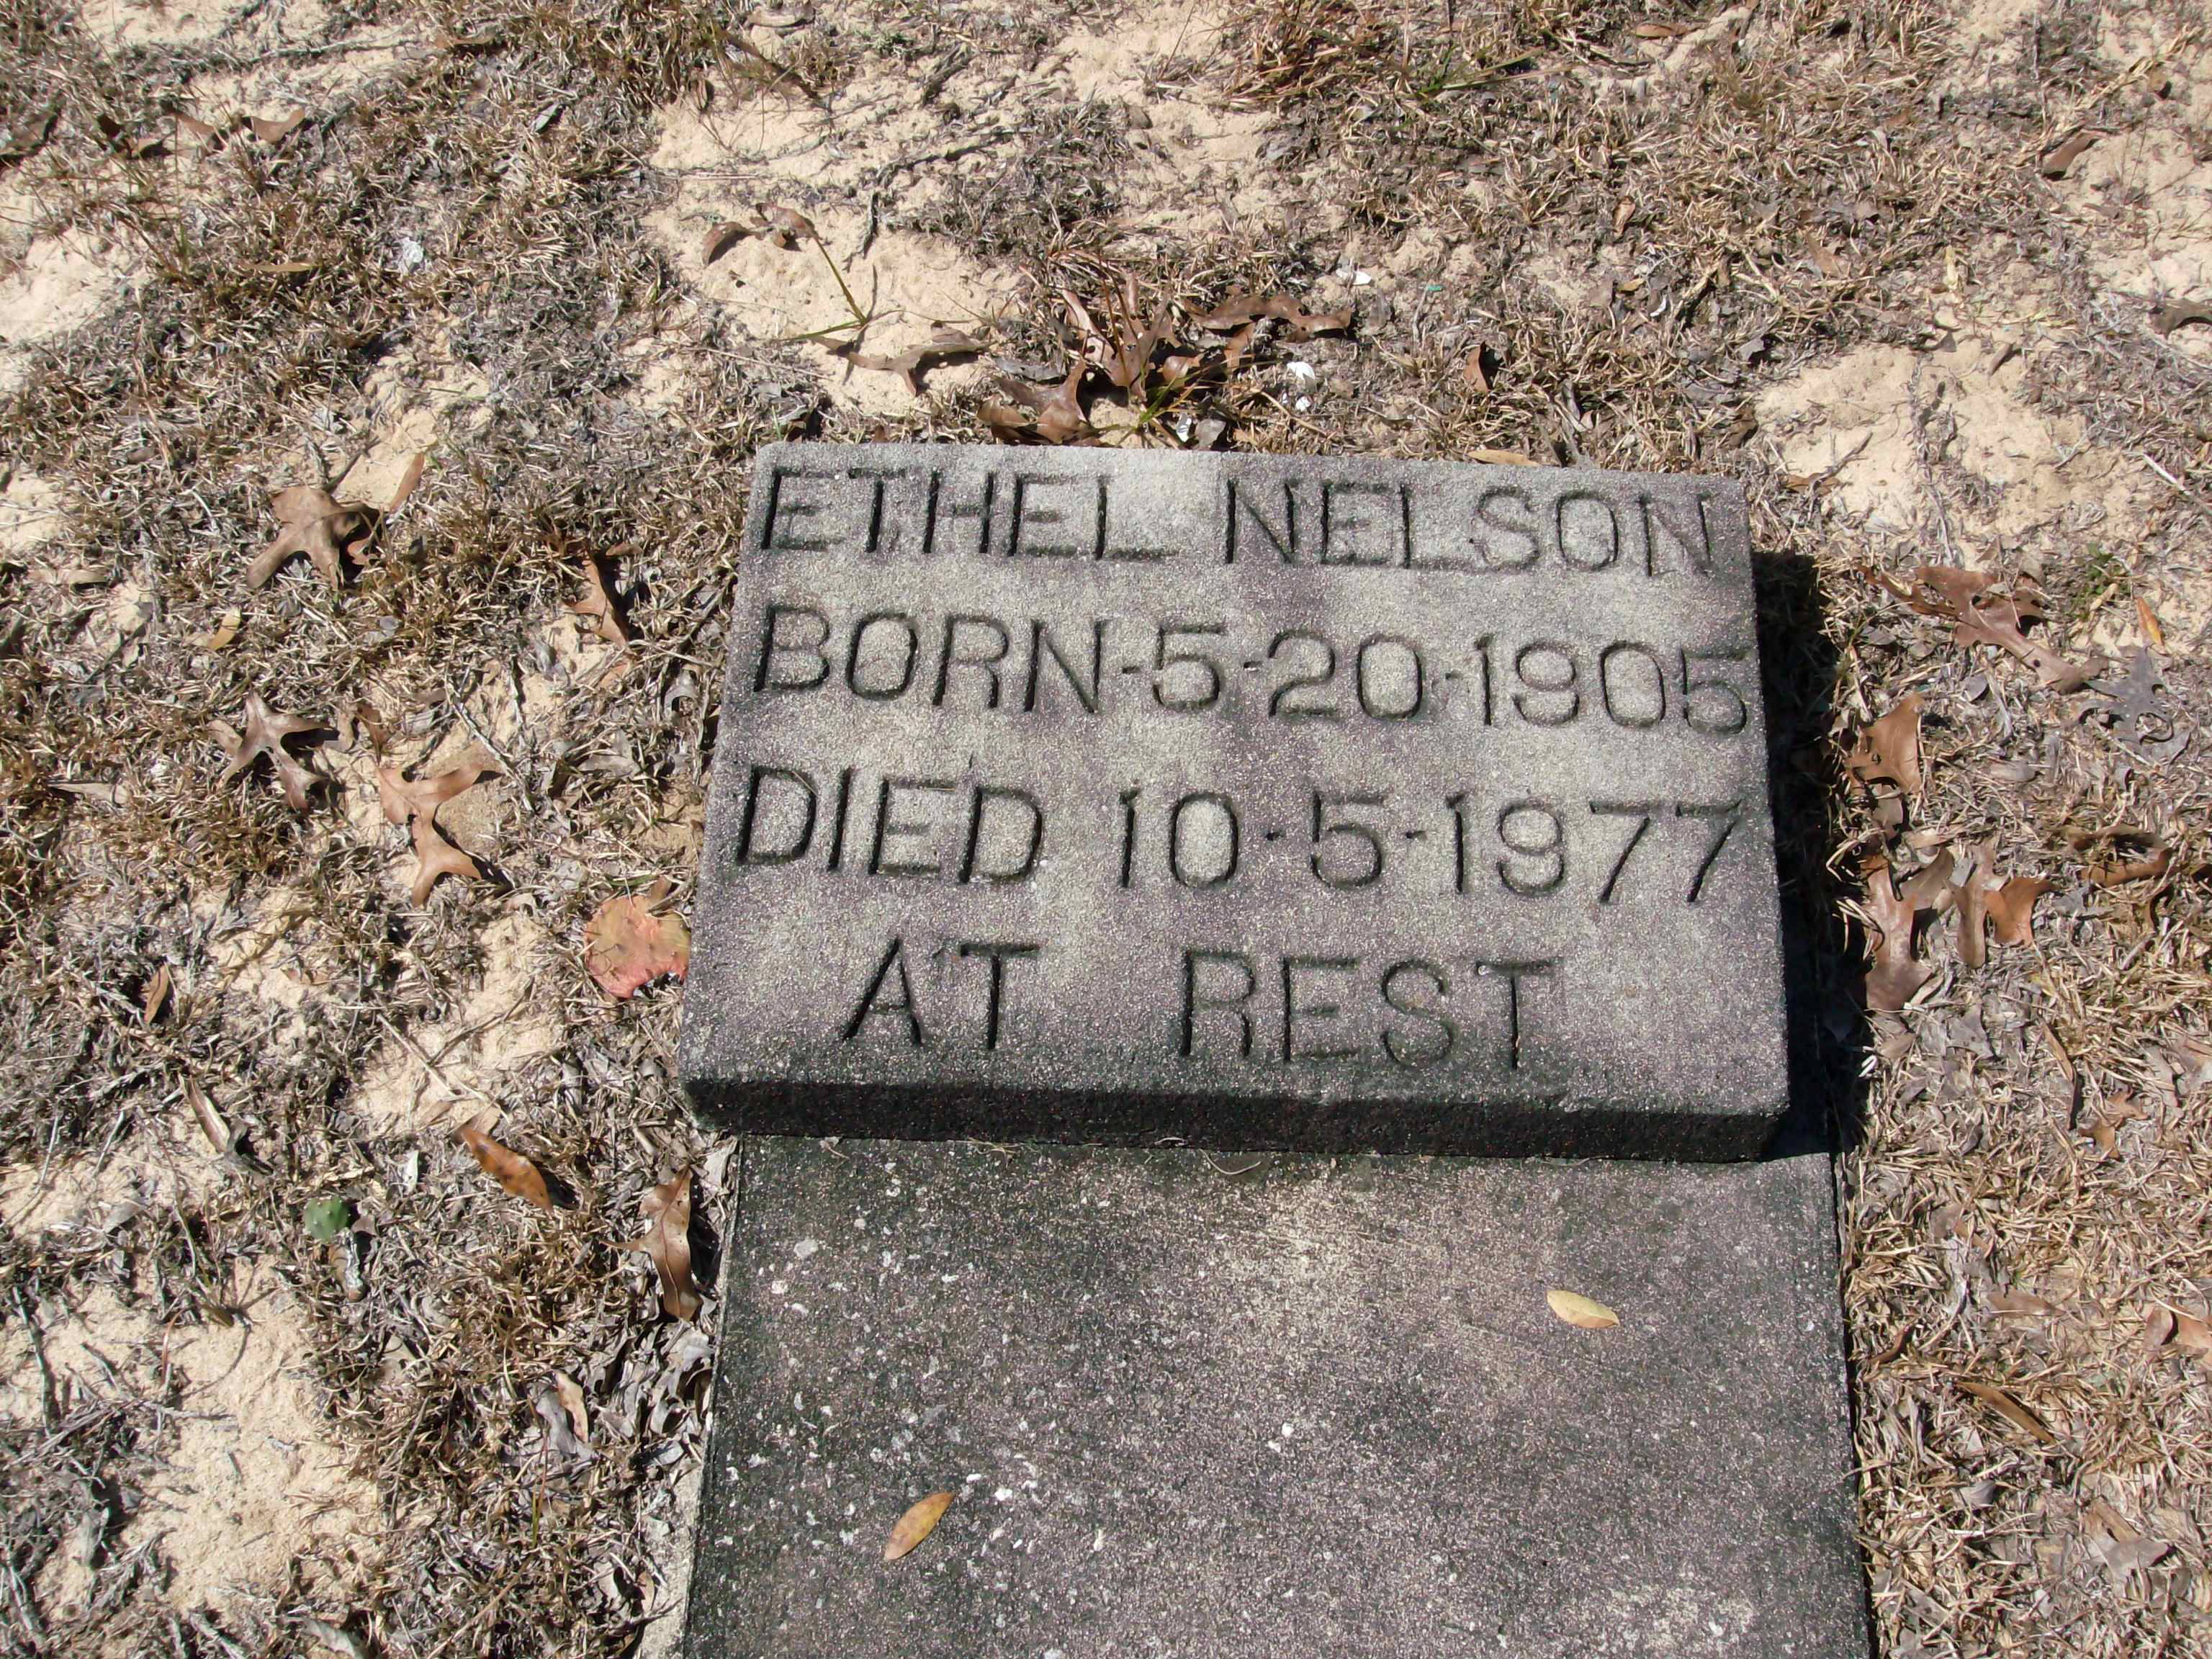 ETHEL NELSON
BORN-5-20-1905
DIED 10-5-1977
AT REST